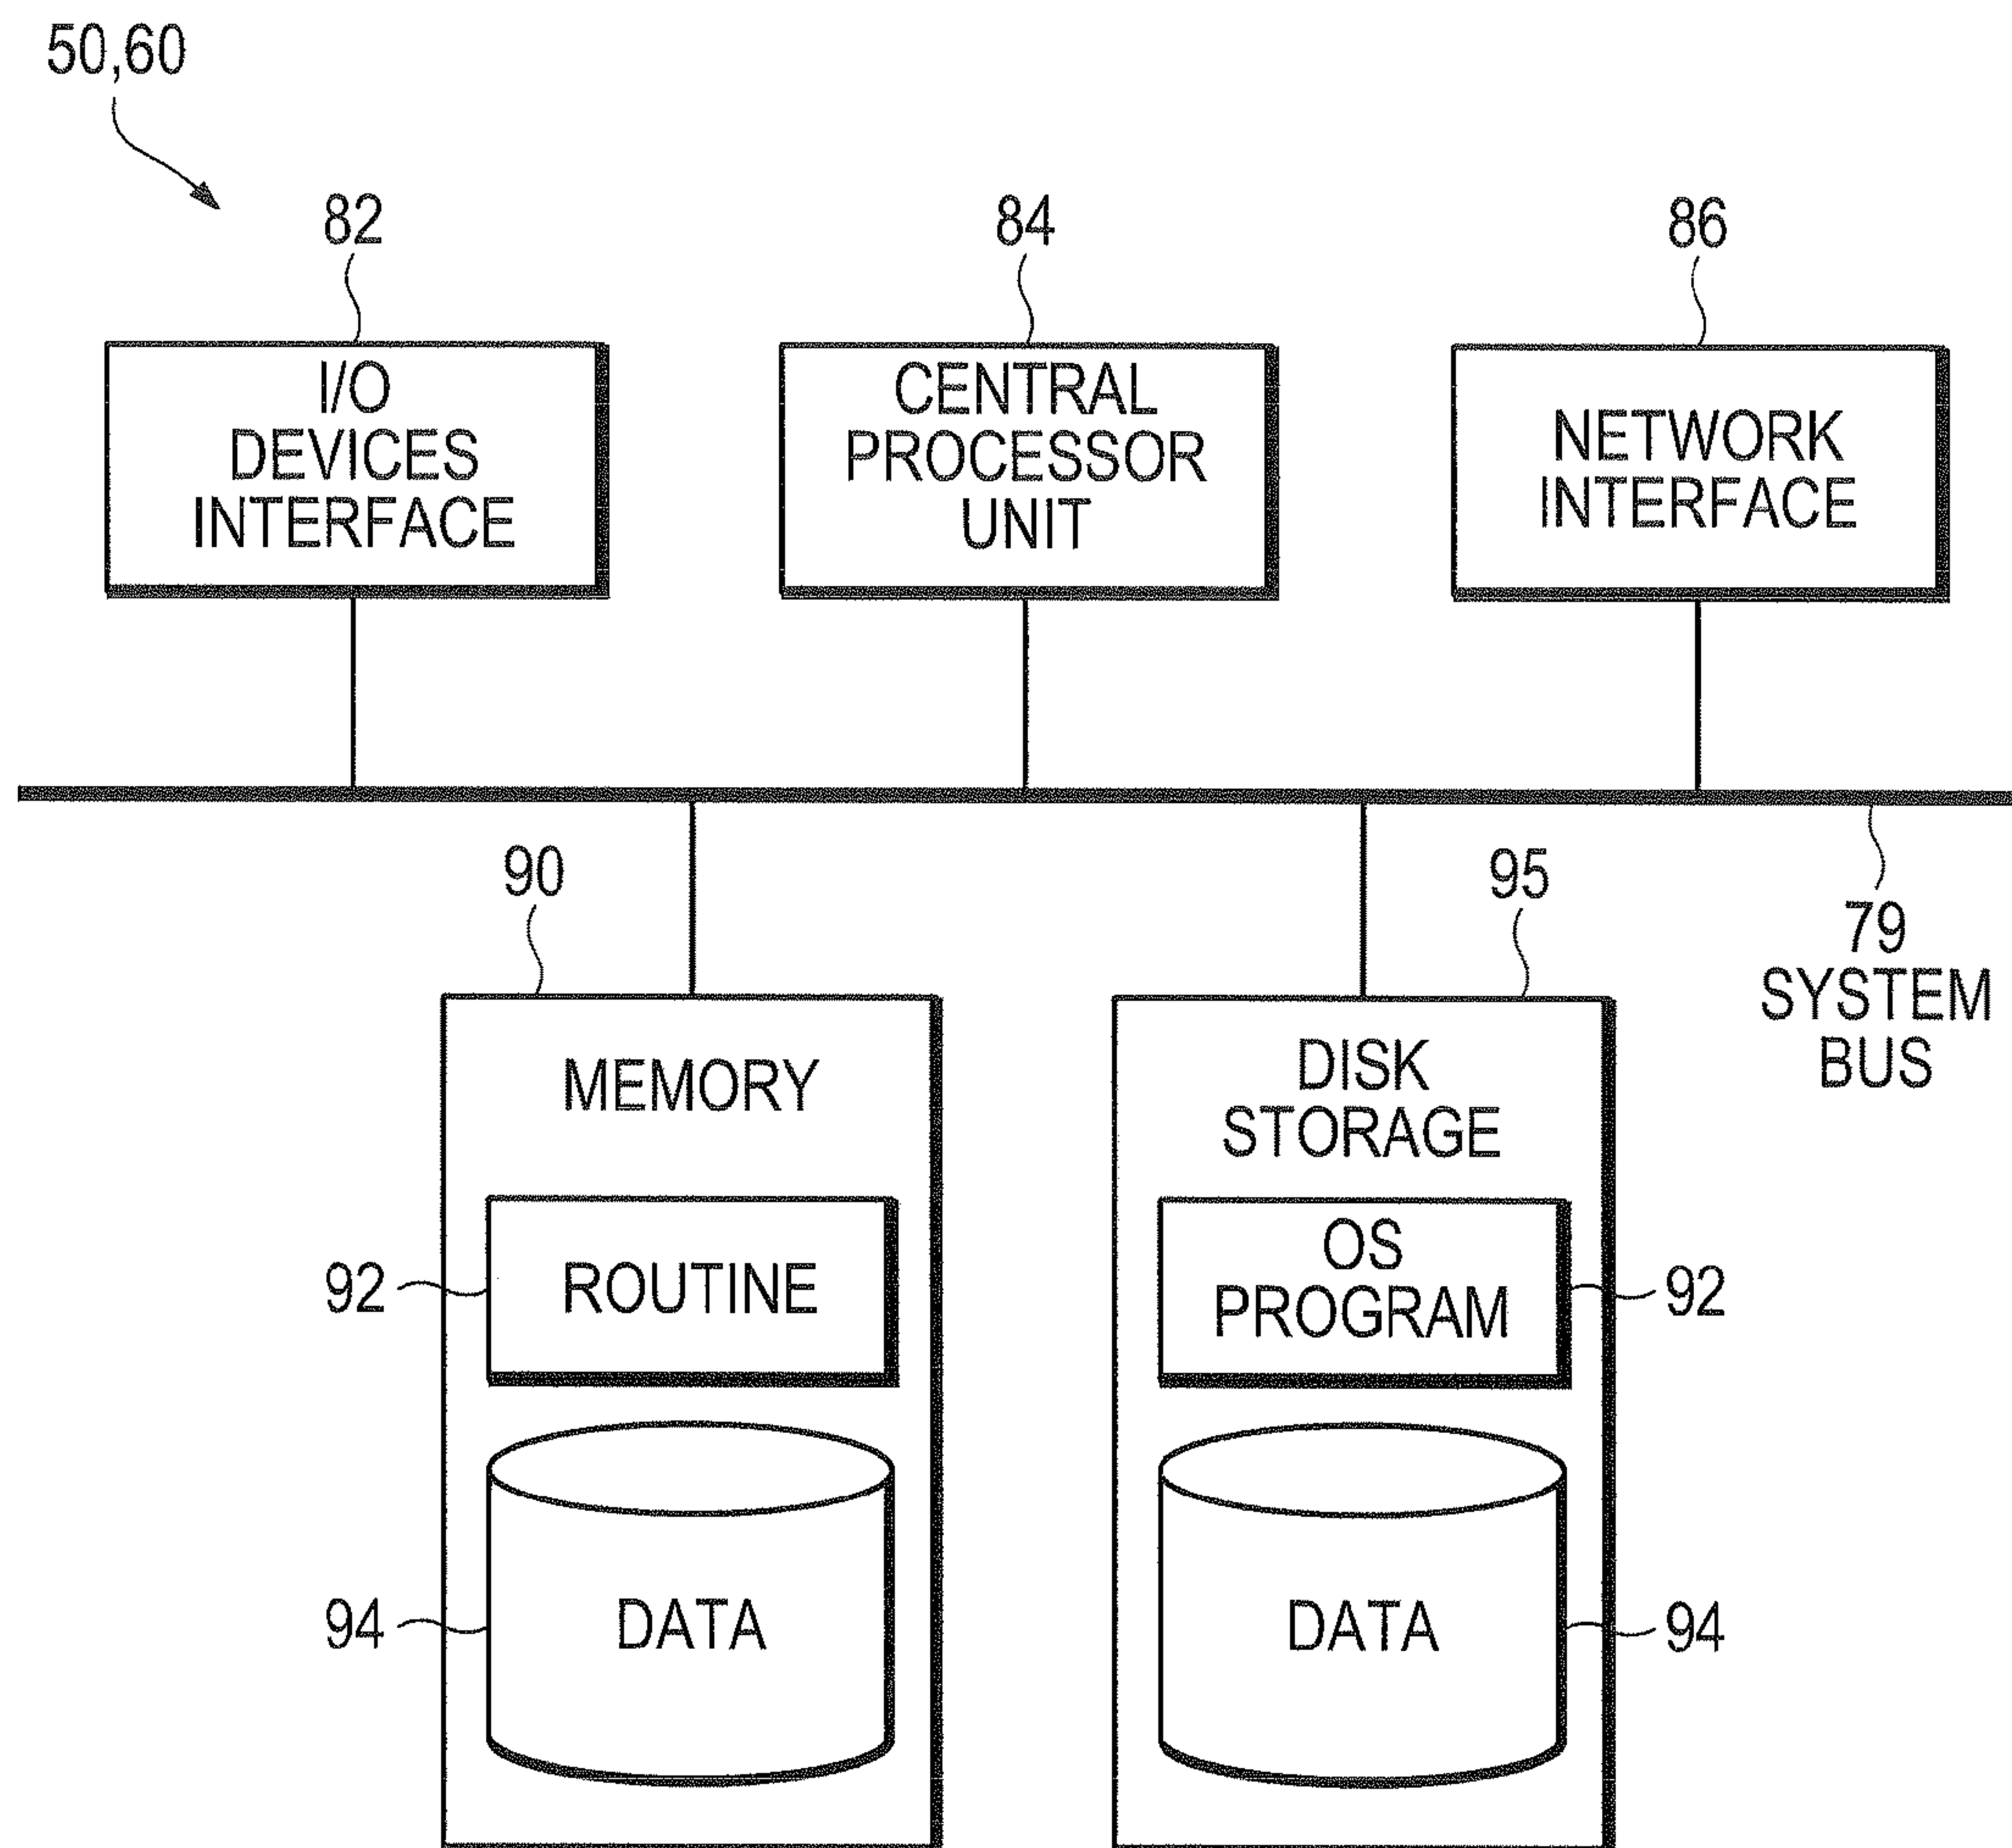 50,60
82
84
86
I/O
DEVICES
INTERFACE
CENTRAL
PROCESSOR
UNIT
NETWORK
INTERFACE
90
95
79
SYSTEM
BUS
MEMORY
DISK
STORAGE
92
ROUTINE
OS
PROGRAM
92
94
DATA
DATA
94